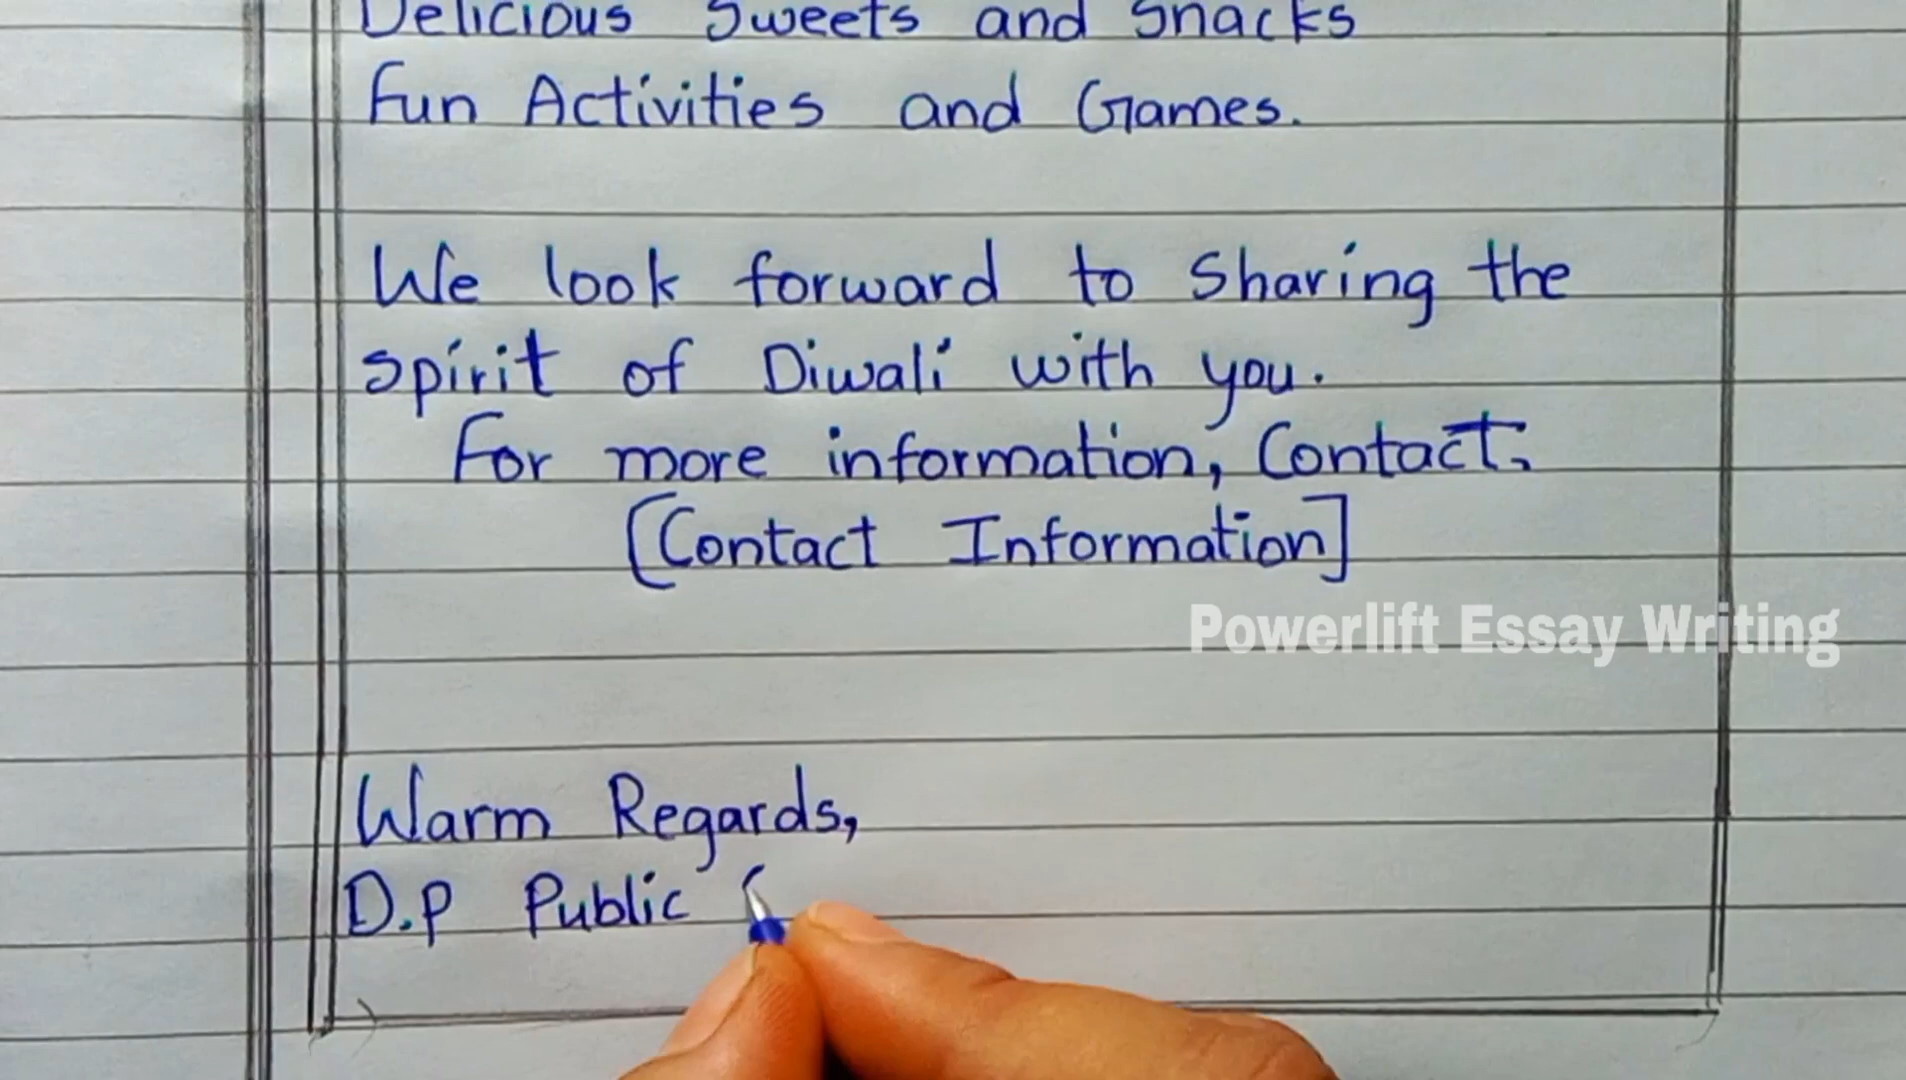 Delicious Sweets and Snacks
Fun Activities and Games.
We look forward to Sharing the
spirit of Diwali with you.
For more information, Contact:
[Contact Information]
Powerlift Essay Writing
Warm Regards,
D.P Public